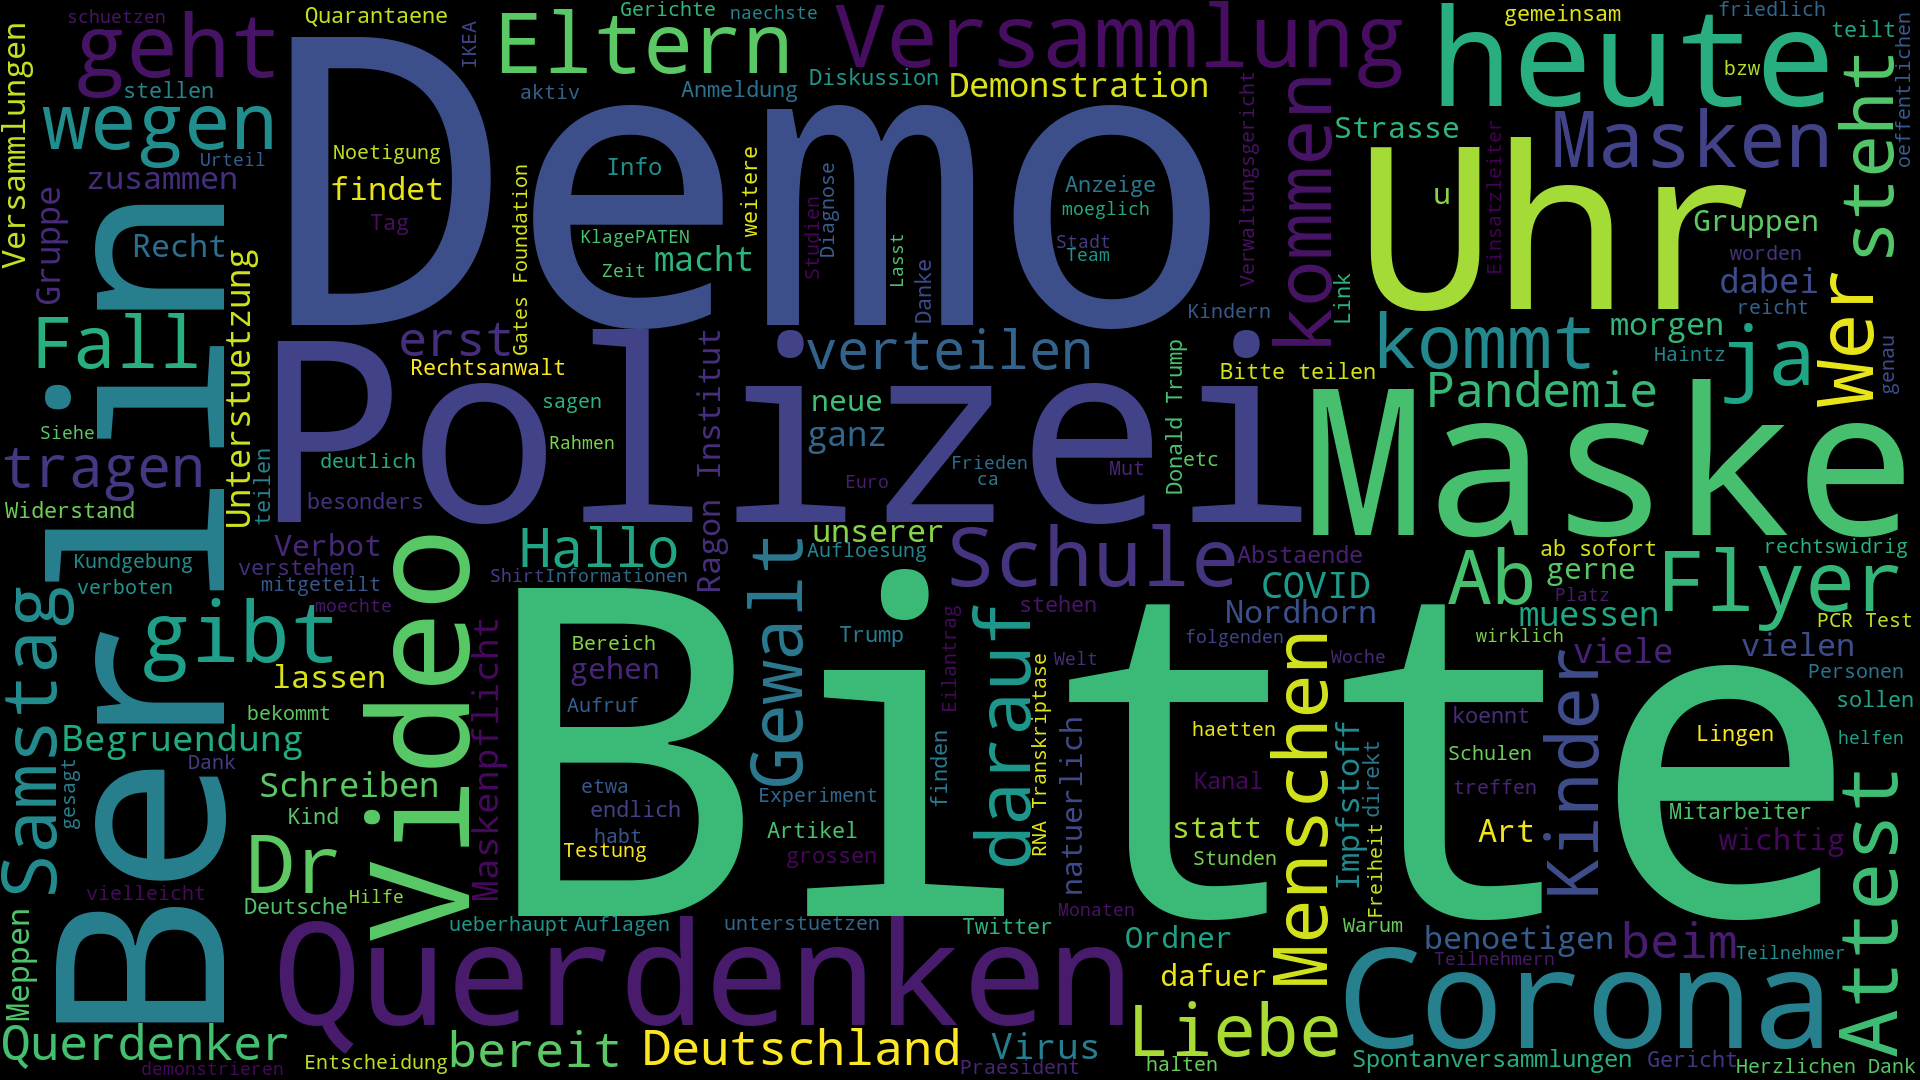 schuetzen
Quarantaene
IKEA
Eltern
Gerichte
naechste
Versammlung
gemeinsam
friedlich
heute
teilt
oeffentlichen
Versammlungen
geht
stellen
wegen
Urteil
aktiv
Anmeldung
Diskussion
Demonstration
bzw
Strasse
Masken
steht
Demo
Noetigung
findet
Tag
Info
KlagePATEN
Zeit
macht
Gates Foundation
weitere
Studien
Diagnose
Lasst
Danke
Anzeige
moeglich
Stadt
Team
Verwaltungsgericht
Kindern
kommen
Link
Uhr
u
Einsatzleiter
Gruppen
worden
dabei
reicht
Wer
Gruppe
zusammen
Recht
Unterstuetzung
Fall
erst
Rechtsanwalt
Polizei
verteilen
Bitte teilen
kommt
morgen
Haintz
ja
genau
Siehe
tragen
Widerstand
teilen
deutlich
besonders
sagen
Rahmen
Ragon Institut
neue
ganz
Euro
Frieden
ca
Mut
Donald Trump
etc
Maske
Pandemie
Berlin
Kundgebung
verboten
Verbot
verstehen
mitgeteilt
moechte
Video
Hallo
Shirt
Informationen
unserer
Aufloesung
Schule
Abstaende
COVID
Nordhorn
Ab
ab sofort
gerne
Platz
muessen
Flyer
rechtswidrig
PCR Test
Samstag
gibt
lassen
bekommt
Begruendung
Dank
gesagt
Schreiben
Kind
Maskenpflicht
Bitte
Bereich
gehen
Aufruf
etwa
endlich
habt
Testung
Gewalt
Trump
Experiment
Artikel
grossen
Eilantrag
finden
darauf
stehen
Welt
RNA Transkriptase
natuerlich
folgenden
haetten
Kanal
statt
Stunden
Menschen
Woche
Impfstoff
direkt
Freiheit
wirklich
koennt
Schulen
treffen
Art
Kinder
viele
vielen
Personen
sollen
Lingen
helfen
Mitarbeiter
wichtig
Attest
Dr
vielleicht
Deutsche
Hilfe
Meppen
ueberhaupt
Auflagen
unterstuetzen
Twitter
Monaten
Ordner
dafuer
Warum
benoetigen
Teilnehmern
beim
Teilnehmer
Querdenken
Corona
Querdenker
demonstrieren
Entscheidung
bereit
Deutschland
Virus
Praesident
Liebe
halten
Spontanversammlungen
Gericht
Herzlichen Dank